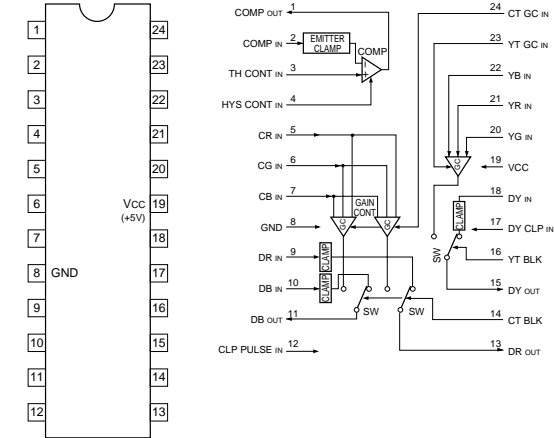 1
2
3
4
5
6
7
8 GND
9
10
11
12
24
23
22
21
20
VCC 19
(+5V)
18
17
16
15
14
13
COMP OUT 1
COMP IN 2
EMITTER
CLAMP
COMP
TH CONT IN 3
HYS CONT IN 4
CR IN 5
CG IN 6
CB IN 7
GAIN
CONT
GND 8
GC
GC
DR IN 9
CLAMP
DB IN 10
CLAMP
DB OUT 11
SW
SW
CLP PULSE IN 12
24 CT GC IN
23 YT GC IN
22 YB IN
21 YR IN
20 YG IN
GC
19 VCC
18 DY IN
CLAMP
17 DY CLP IN
SW
16 YT BLK
15 DY OUT
14 CT BLK
13 DR OUT
- +